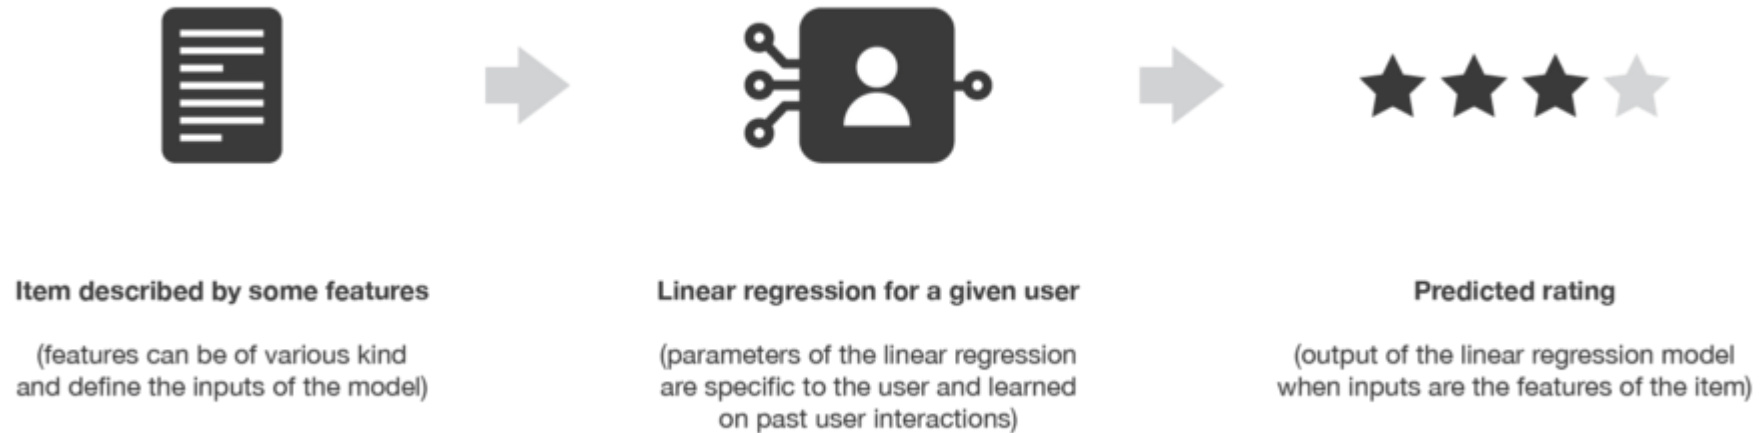 Item described by some features
(features can be of various kind
and define the inputs of the model)
Linear regression for a given user
(parameters of the linear regression
are specific to the user and learned
on past user interactions)
Predicted rating
(output of the linear regression model
when inputs are the features of the item)